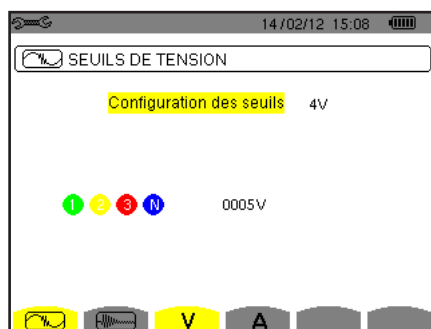 14/02/12 15:08
SEUILS DE TENSION
Configuration des seuils 4V
1 2 3 N 0005V
V A